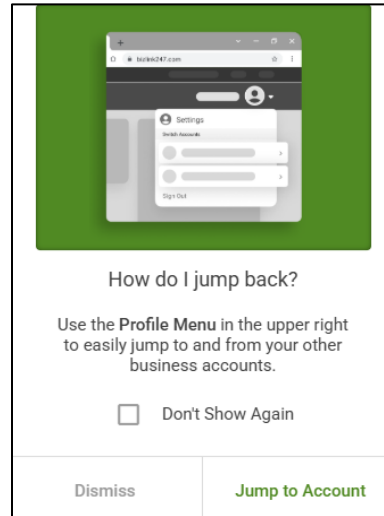 bizlink247.com
Settings
Switch Accounts
Sign Out
How do I jump back?
Use the Profile Menu in the upper right
to easily jump to and from your other
business accounts.
Don't Show Again
Dismiss
Jump to Account